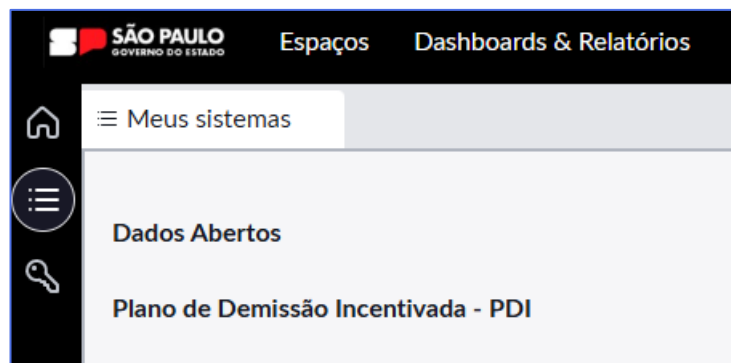 SÃO PAULO
GOVERNO DO ESTADO
Espaços
Dashboards & Relatórios
Meus sistemas
Dados Abertos
Plano de Demissão Incentivada - PDI